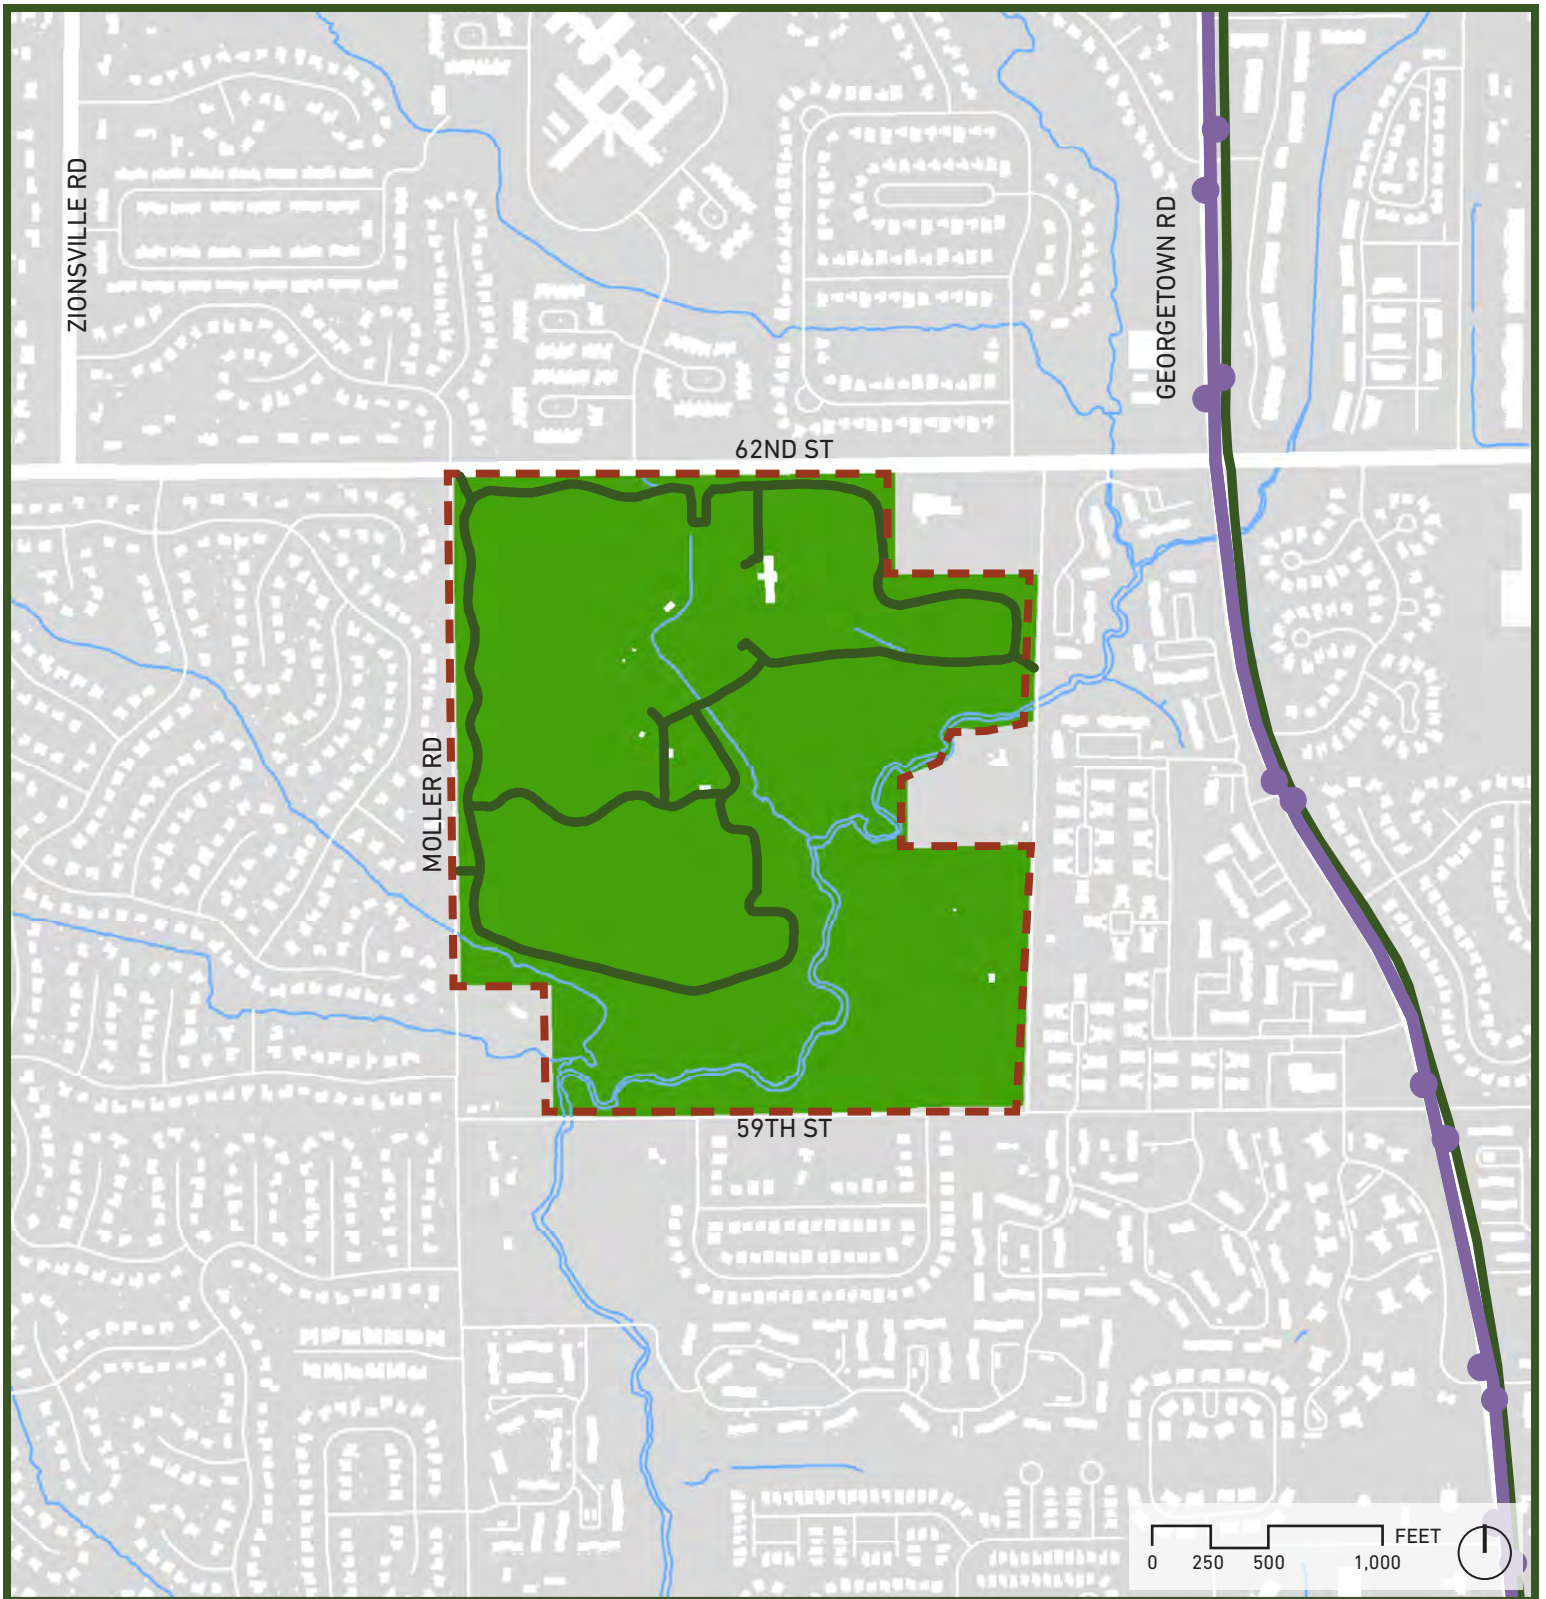 ZIONSVILLE RD
GEORGETOWN RD
62ND ST
MOLLER RD
59TH ST
FEET
0 250 500 1,000